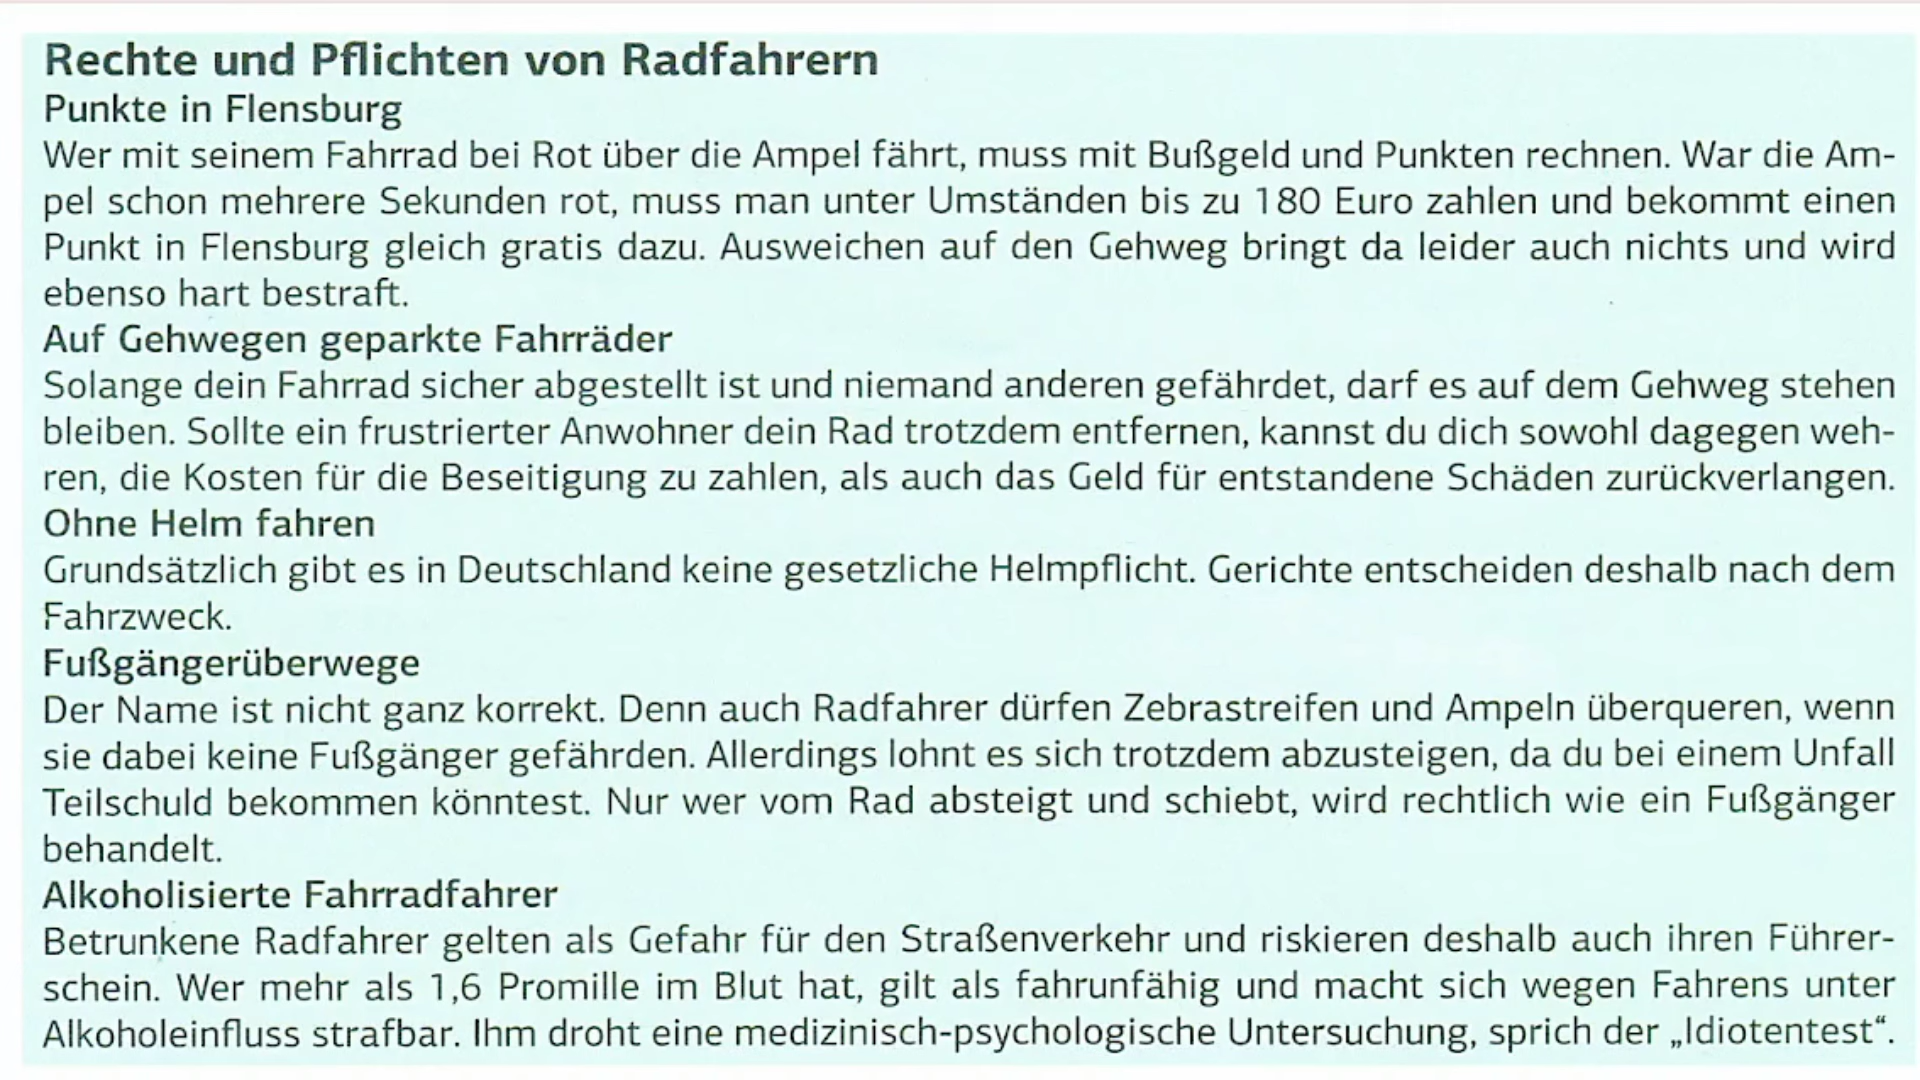 Rechte und Pflichten von Radfahrern
Punkte in Flensburg
Wer mit seinem Fahrrad bei Rot über die Ampel fährt, muss mit Bußgeld und Punkten rechnen. War die Am-
pel schon mehrere Sekunden rot, muss man unter Umständen bis zu 180 Euro zahlen und bekommt einen
Punkt in Flensburg gleich gratis dazu. Ausweichen auf den Gehweg bringt da leider auch nichts und wird
ebenso hart bestraft.
Auf Gehwegen geparkte Fahrräder
Solange dein Fahrrad sicher abgestellt ist und niemand anderen gefährdet, darf es auf dem Gehweg stehen
bleiben. Sollte ein frustrierter Anwohner dein Rad trotzdem entfernen, kannst du dich sowohl dagegen weh-
ren, die Kosten für die Beseitigung zu zahlen, als auch das Geld für entstandene Schäden zurückverlangen.
Ohne Helm fahren
Grundsätzlich gibt es in Deutschland keine gesetzliche Helmpflicht. Gerichte entscheiden deshalb nach dem
Fahrzweck.
Fußgängerüberwege
Der Name ist nicht ganz korrekt. Denn auch Radfahrer dürfen Zebrastreifen und Ampeln überqueren, wenn
sie dabei keine Fußgänger gefährden. Allerdings lohnt es sich trotzdem abzusteigen, da du bei einem Unfall
Teilschuld bekommen könntest. Nur wer vom Rad absteigt und schiebt, wird rechtlich wie ein Fußgänger
behandelt.
Alkoholisierte Fahrradfahrer
Betrunkene Radfahrer gelten als Gefahr für den Straßenverkehr und riskieren deshalb auch ihren Führer-
schein. Wer mehr als 1,6 Promille im Blut hat, gilt als fahrunfähig und macht sich wegen Fahrens unter
Alkoholeinfluss strafbar. Ihm droht eine medizinisch-psychologische Untersuchung, sprich der „Idiotentest“.